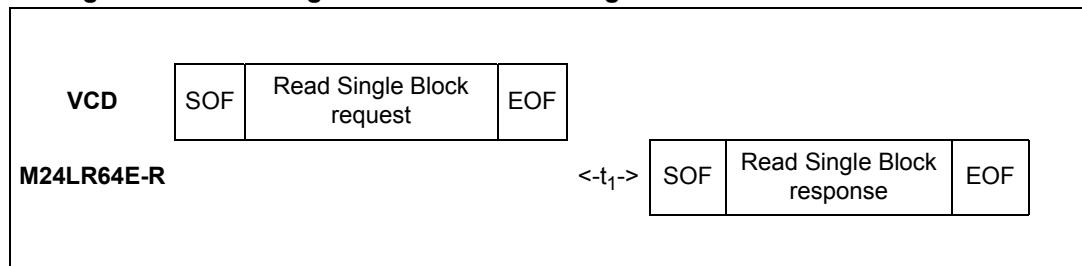 VCD SOF Read Single Block request EOF
M24LR64E-R <-t1-> SOF Read Single Block response EOF